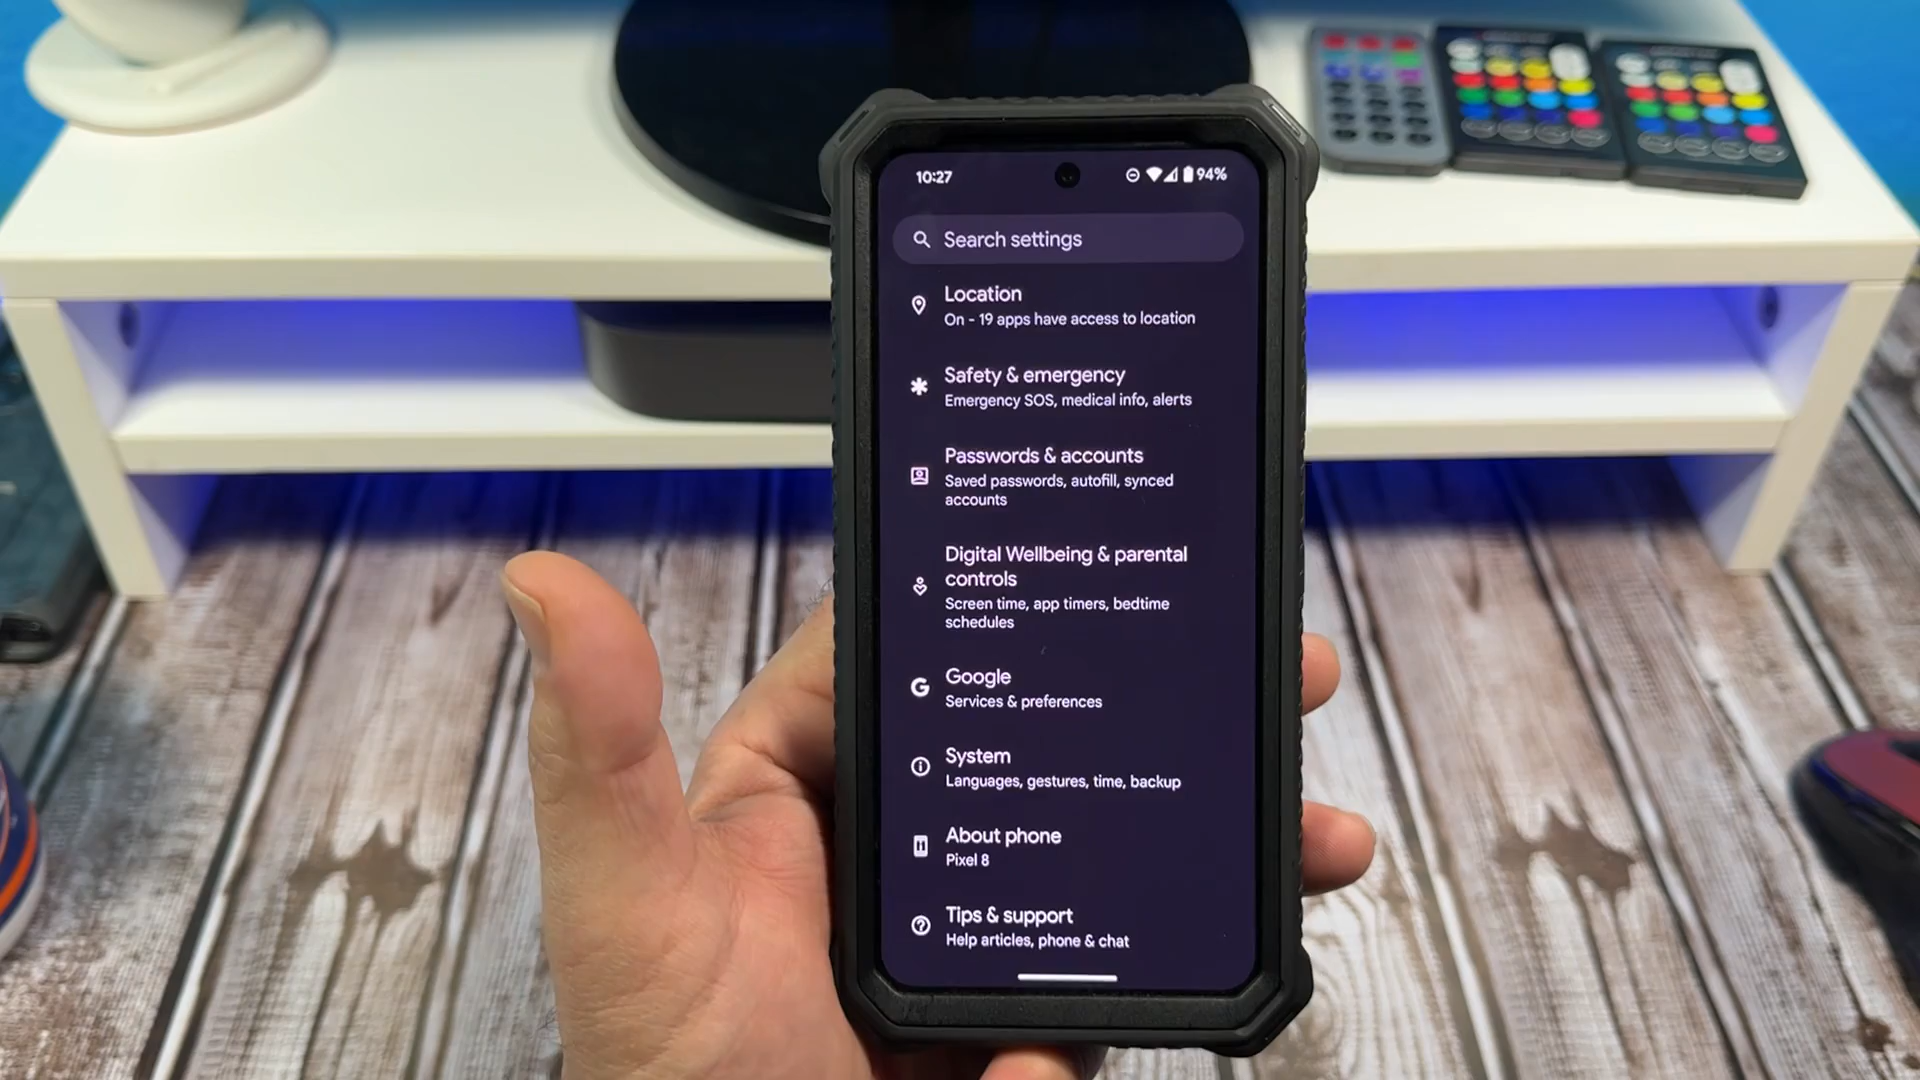 10:27
94%
Search settings
Location
On - 19 apps have access to location
Safety & emergency
Emergency SOS, medical info, alerts
Passwords & accounts
Saved passwords, autofill, synced
accounts
Digital Wellbeing & parental
controls
Screen time, app timers, bedtime
schedules
Google
Services & preferences
System
Languages, gestures, time, backup
About phone
Pixel 8
Tips & support
Help articles, phone & chat